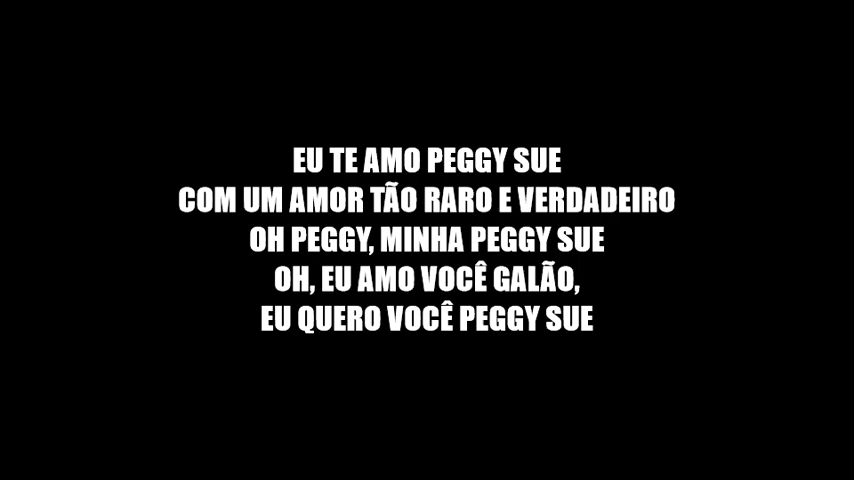 EU TE AMO PEGGY SUE
COM UM AMOR TÃO RARO E VERDADEIRO
OH PEGGY, MINHA PEGGY SUE
OH, EU AMO VOCÊ GALÃO,
EU QUERO VOCÊ PEGGY SUE